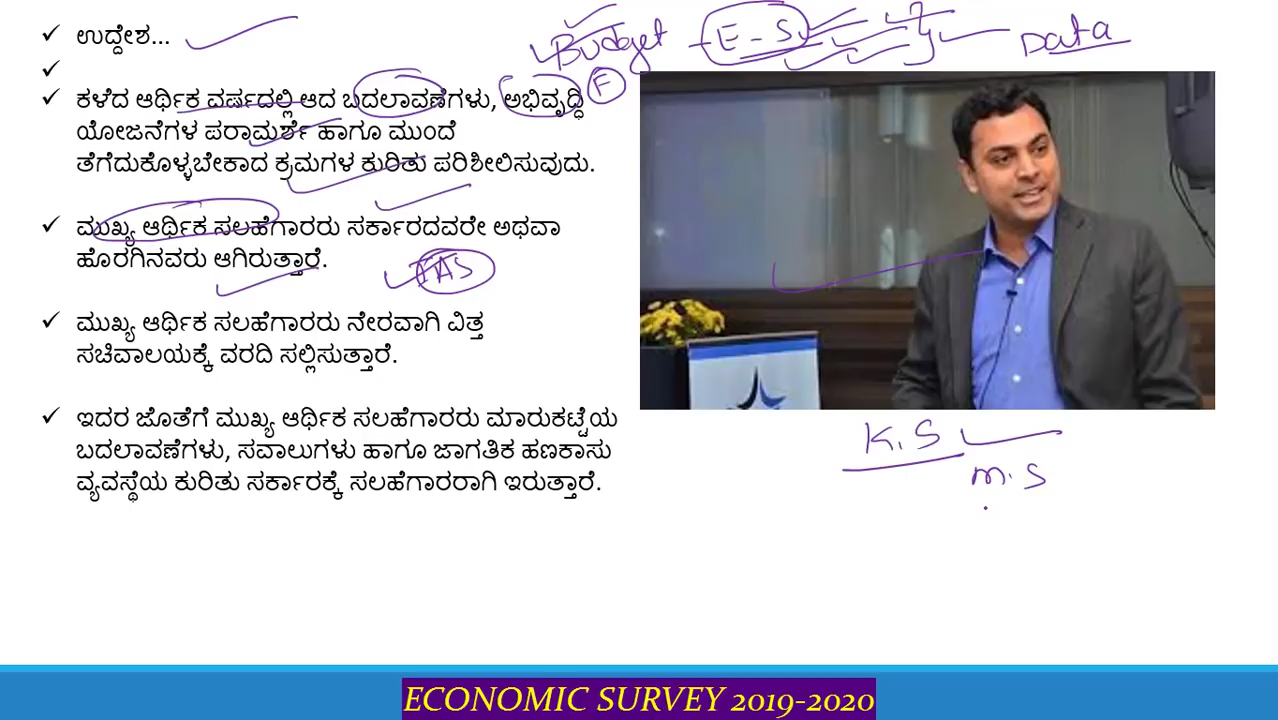 Budget - E-S Data
✓ ಉದ್ದೇಶ...
✓
✓ ಕಳೆದ ಆರ್ಥಿಕ ವರ್ಷದಲ್ಲಿ ಆದ ಬದಲಾವಣೆಗಳು, ಅಭಿವೃದ್ಧಿ F
ಯೋಜನೆಗಳ ಪರಾಮರ್ಶೆ ಹಾಗೂ ಮುಂದೆ
ತೆಗೆದುಕೊಳ್ಳಬೇಕಾದ ಕ್ರಮಗಳ ಕುರಿತು ಪರಿಶೀಲಿಸುವುದು.
✓ ಮುಖ್ಯ ಆರ್ಥಿಕ ಸಲಹೆಗಾರರು ಸರ್ಕಾರದವರೇ ಅಥವಾ
ಹೊರಗಿನವರು ಆಗಿರುತ್ತಾರೆ.
✓ ಮುಖ್ಯ ಆರ್ಥಿಕ ಸಲಹೆಗಾರರು ನೇರವಾಗಿ ವಿತ್ತ
ಸಚಿವಾಲಯಕ್ಕೆ ವರದಿ ಸಲ್ಲಿಸುತ್ತಾರೆ.
✓ ಇದರ ಜೊತೆಗೆ ಮುಖ್ಯ ಆರ್ಥಿಕ ಸಲಹೆಗಾರರು ಮಾರುಕಟ್ಟೆಯ
ಬದಲಾವಣೆಗಳು, ಸವಾಲುಗಳು ಹಾಗೂ ಜಾಗತಿಕ ಹಣಕಾಸು
ವ್ಯವಸ್ಥೆಯ ಕುರಿತು ಸರ್ಕಾರಕ್ಕೆ ಸಲಹೆಗಾರರಾಗಿ ಇರುತ್ತಾರೆ.
K.S
m.S
ECONOMIC SURVEY 2019-2020